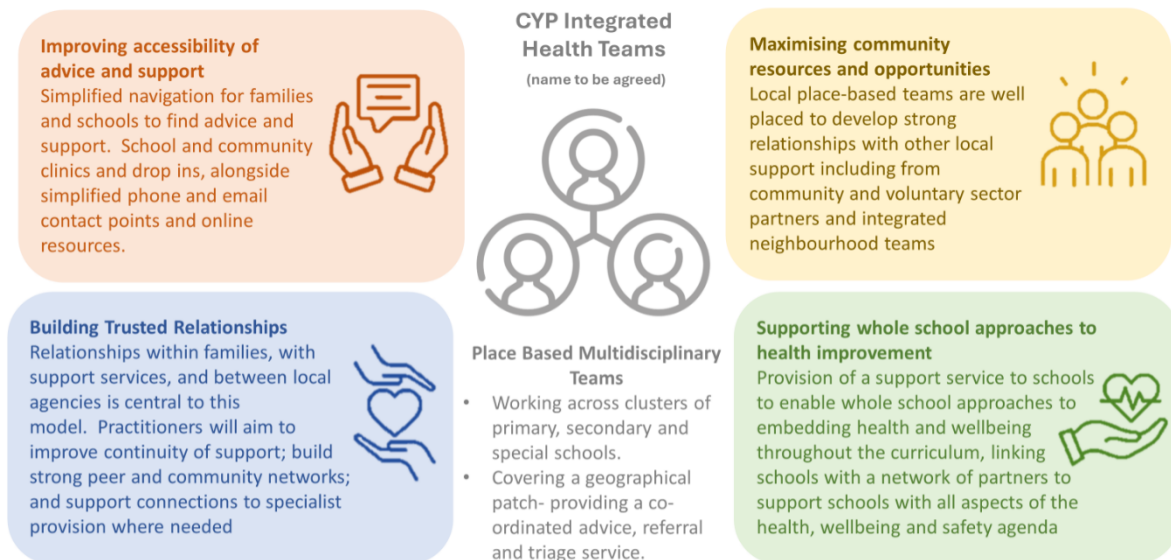 Improving accessibility of
advice and support
Simplified navigation for families
and schools to find advice and
support.  School and community
clinics and drop ins, alongside
simplified phone and email
contact points and online
resources.
CYP Integrated
Health Teams
(name to be agreed)
Maximising community
resources and opportunities
Local place-based teams are well
placed to develop strong
relationships with other local
support including from
community and voluntary sector
partners and integrated
neighbourhood teams
Building Trusted Relationships
Relationships within families, with
support services, and between local
agencies is central to this
model.  Practitioners will aim to
improve continuity of support; build
strong peer and community networks;
and support connections to specialist
provision where needed
Place Based Multidisciplinary
Teams
• Working across clusters of
primary, secondary and
special schools.
• Covering a geographical
patch- providing a co-
ordinated advice, referral
and triage service.
Supporting whole school approaches to
health improvement
Provision of a support service to schools
to enable whole school approaches to
embedding health and wellbeing
throughout the curriculum, linking
schools with a network of partners to
support schools with all aspects of the
health, wellbeing and safety agenda